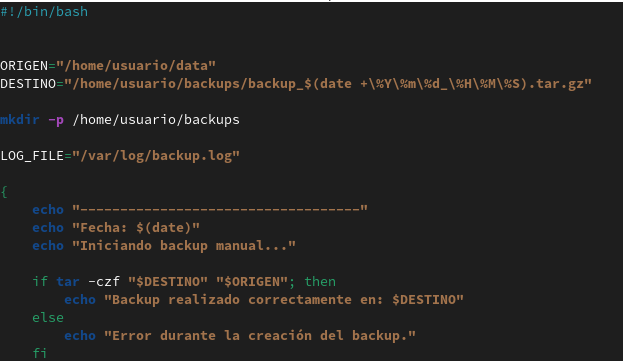 #!/bin/bash
ORIGEN="/home/usuario/data"
DESTINO="/home/usuario/backups/backup_$(date +\%Y\%m\%d_\%H\%M\%S).tar.gz"
mkdir -p /home/usuario/backups
LOG_FILE="/var/log/backup.log"
{
    echo "-----------------------------------"
    echo "Fecha: $(date)"
    echo "Iniciando backup manual..."
    if tar -czf "$DESTINO" "$ORIGEN"; then
        echo "Backup realizado correctamente en: $DESTINO"
    else
        echo "Error durante la creación del backup."
    fi